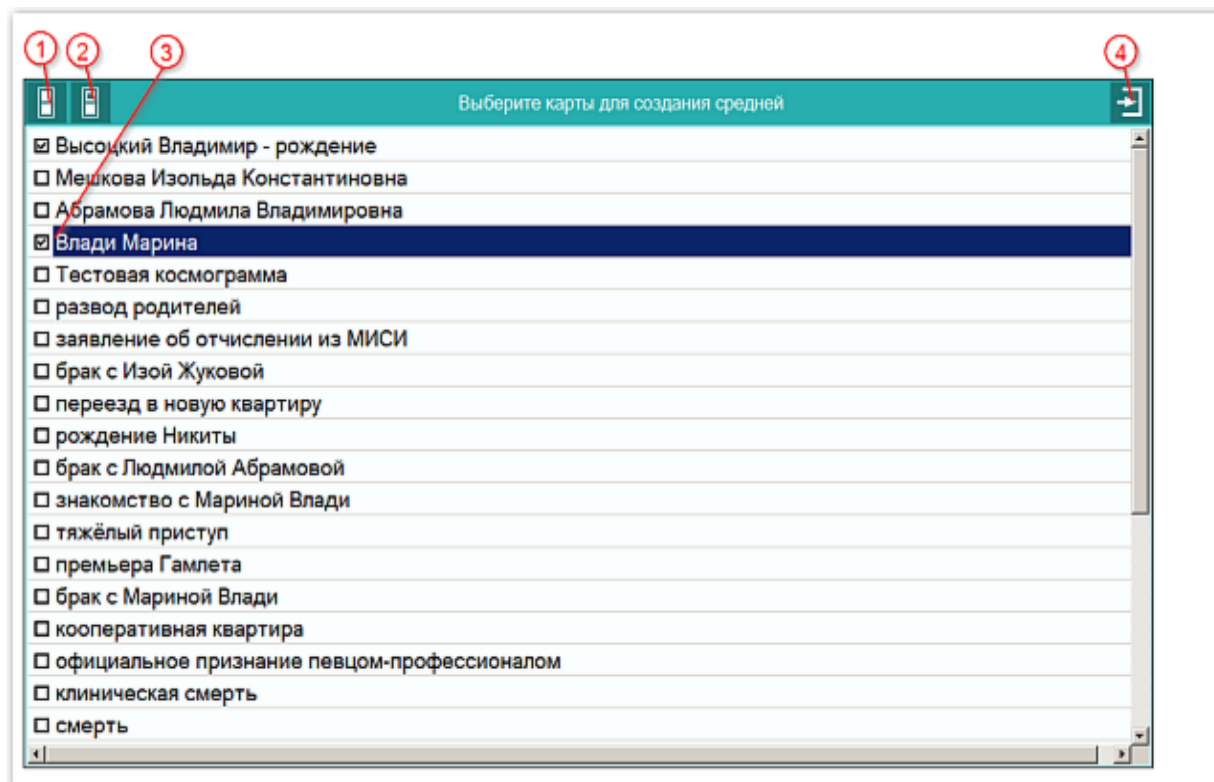 1 2 3 4
Выберите карты для создания средней
Высоцкий Владимир - рождение
Мешкова Изольда Константиновна
Абрамова Людмила Владимировна
Влади Марина
Тестовая космограмма
развод родителей
заявление об отчислении из МИСИ
брак с Изой Жуковой
переезд в новую квартиру
рождение Никиты
брак с Людмилой Абрамовой
знакомство с Мариной Влади
тяжёлый приступ
премьера Гамлета
брак с Мариной Влади
кооперативная квартира
официальное признание певцом-профессионалом
клиническая смерть
смерть